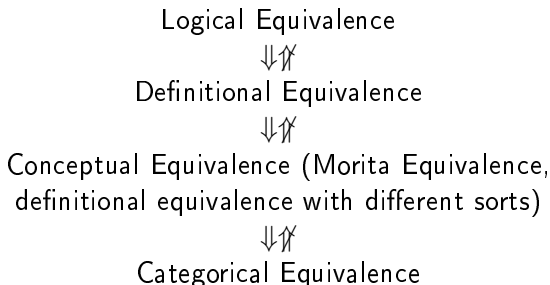 Logical Equivalence
⇓⇑̸
Definitional Equivalence
⇓⇑̸
Conceptual Equivalence (Morita Equivalence,
definitional equivalence with different sorts)
⇓⇑̸
Categorical Equivalence